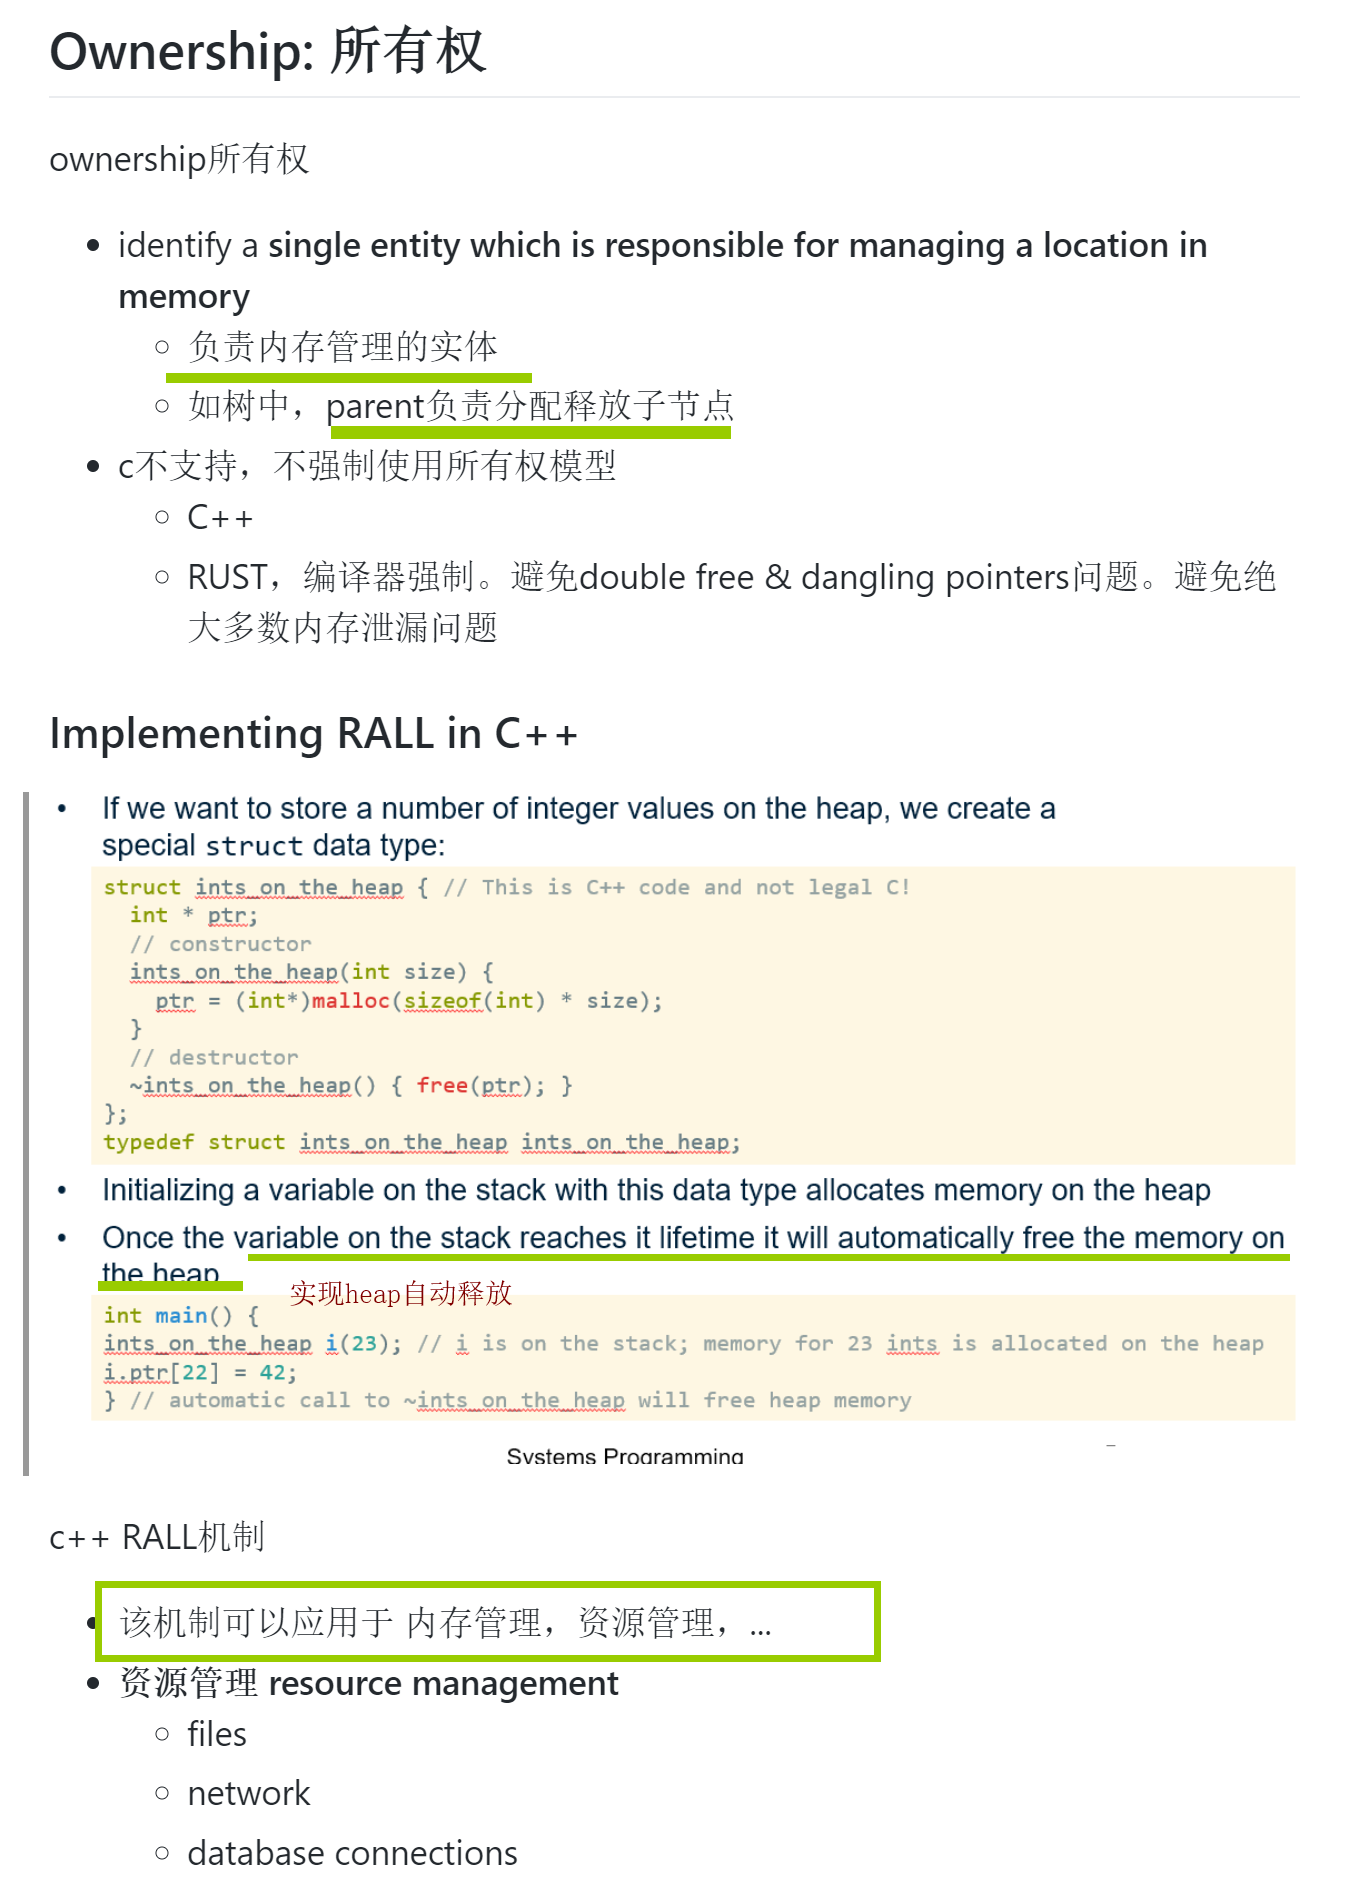 Ownership: 所有权
ownership所有权
• identify a single entity which is responsible for managing a location in
memory
○ 负责内存管理的实体
○ 如树中，parent负责分配释放子节点
• c不支持，不强制使用所有权模型
○ C++
○ RUST，编译器强制。避免double free & dangling pointers问题。避免绝
大多数内存泄漏问题
Implementing RALL in C++
• If we want to store a number of integer values on the heap, we create a
special struct data type:
struct ints_on_the_heap { // This is C++ code and not legal C!
int * ptr;
// constructor
ints_on_the_heap(int size) {
ptr = (int*)malloc(sizeof(int) * size);
}
// destructor
~ints_on_the_heap() { free(ptr); }
};
typedef struct ints_on_the_heap ints_on_the_heap;
• Initializing a variable on the stack with this data type allocates memory on the heap
• Once the variable on the stack reaches it lifetime it will automatically free the memory on
the heap
实现heap自动释放
int main() {
ints_on_the_heap i(23); // i is on the stack; memory for 23 ints is allocated on the heap
i.ptr[22] = 42;
} // automatic call to ~ints_on_the_heap will free heap memory
Systems Programming
c++ RALL机制
• 该机制可以应用于 内存管理，资源管理，...
• 资源管理 resource management
○ files
○ network
○ database connections